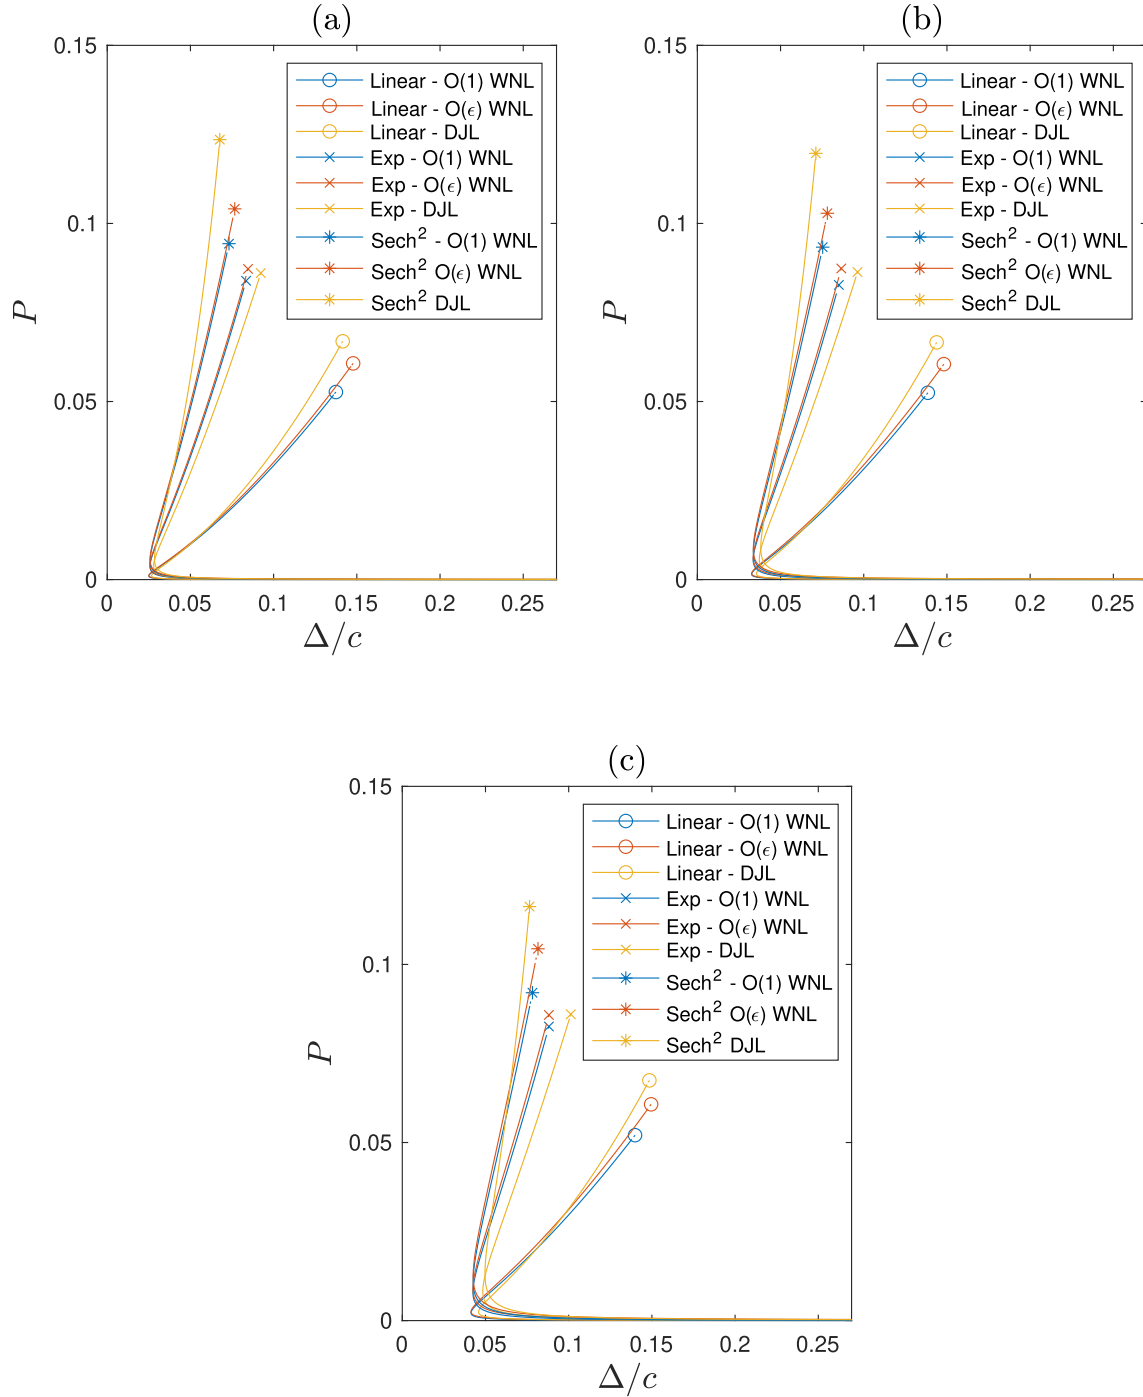 (a)
0.15
0.1
0.05
0
P
0
0.05
0.1
0.15
0.2
0.25
Δ/c
Linear - O(1) WNL
Linear - O(ϵ) WNL
Linear - DJL
Exp - O(1) WNL
Exp - O(ϵ) WNL
Exp - DJL
Sech² - O(1) WNL
Sech² O(ϵ) WNL
Sech² DJL
(b)
0.15
0.1
0.05
0
P
0
0.05
0.1
0.15
0.2
0.25
Δ/c
Linear - O(1) WNL
Linear - O(ϵ) WNL
Linear - DJL
Exp - O(1) WNL
Exp - O(ϵ) WNL
Exp - DJL
Sech² - O(1) WNL
Sech² O(ϵ) WNL
Sech² DJL
(c)
0.15
0.1
0.05
0
P
0
0.05
0.1
0.15
0.2
0.25
Δ/c
Linear - O(1) WNL
Linear - O(ϵ) WNL
Linear - DJL
Exp - O(1) WNL
Exp - O(ϵ) WNL
Exp - DJL
Sech² - O(1) WNL
Sech² O(ϵ) WNL
Sech² DJL